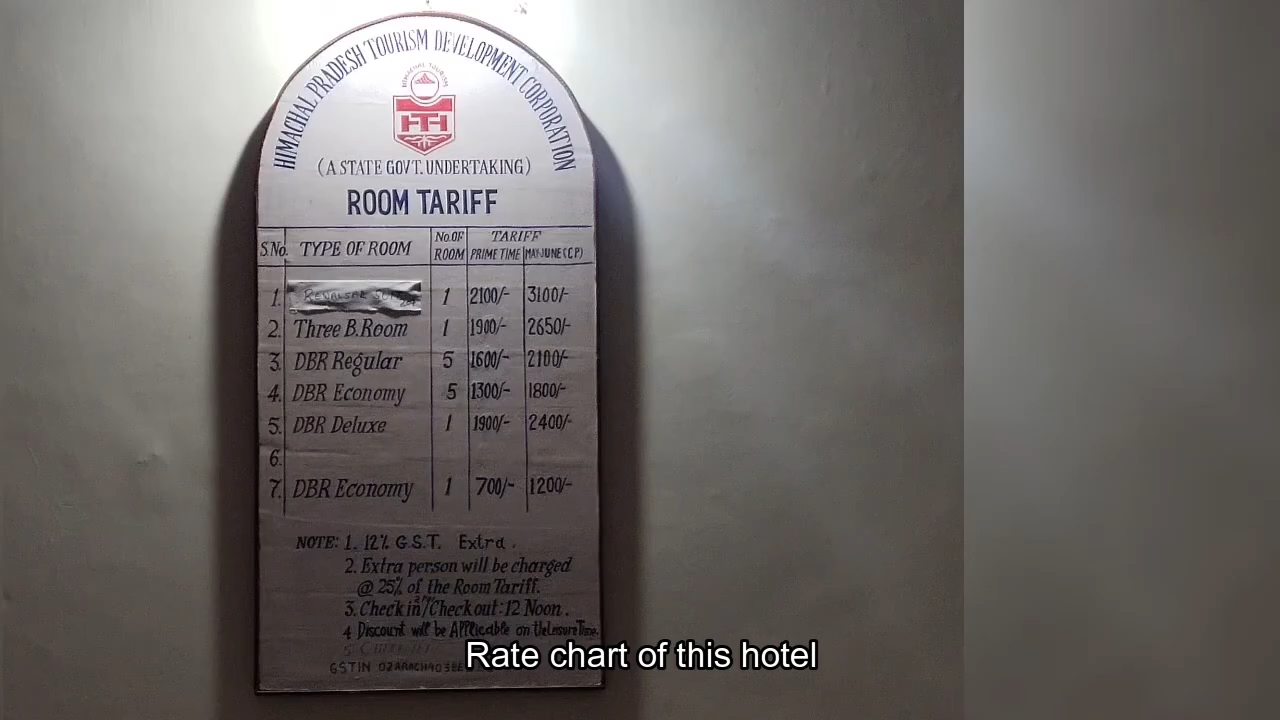 HIMACHAL PRADESH TOURISM DEVELOPMENT CORPORATION
HIMACHAL TOURISM
(A STATE GOVT. UNDERTAKING)
ROOM TARIFF
S.No. TYPE OF ROOM No. OF ROOM TARIFF PRIME TIME MAY-JUNE (C.P.)
1. 1 2100/- 3100/-
2. Three B. Room 1 1900/- 2650/-
3. DBR Regular 5 1600/- 2100/-
4. DBR Economy 5 1300/- 1800/-
5. DBR Deluxe 1 1900/- 2400/-
6.
7. DBR Economy 1 700/- 1200/-
NOTE: 1. 12% G.S.T. Extra.
2. Extra person will be charged
@ 25% of the Room Tariff.
3. Check in/Check out: 12 Noon.
4 Discount will be Applicable on the Leisure Time.
GSTIN
Rate chart of this hotel